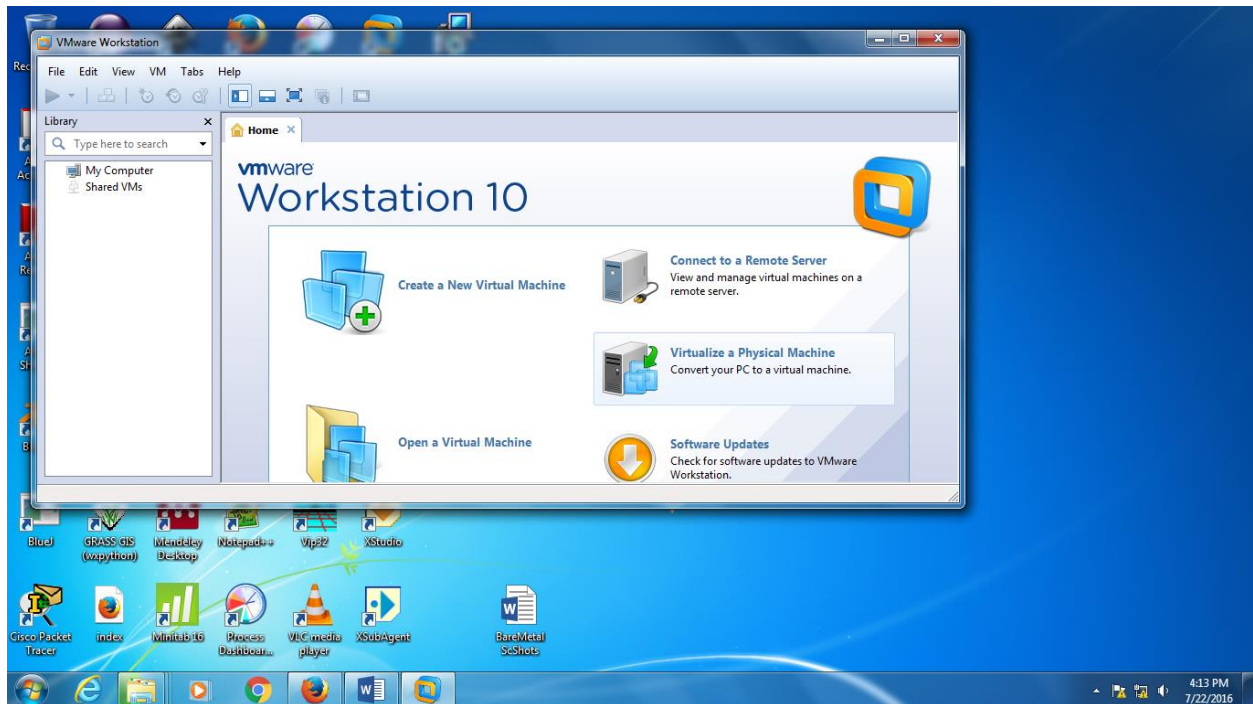 VMware Workstation
File Edit View VM Tabs Help
Library
Type here to search
My Computer
Shared VMs
Home
vmware
Workstation 10
Create a New Virtual Machine
Open a Virtual Machine
Connect to a Remote Server
View and manage virtual machines on a
remote server.
Virtualize a Physical Machine
Convert your PC to a virtual machine.
Software Updates
Check for software updates to VMware
Workstation.
Rec
BlueJ
GRASS GIS
(wxpython)
Mendeley
Desktop
Notepad++
Vip32
XStudio
Cisco Packet
Tracer
index
Minitab 16
Process
Dashboar...
VLC media
player
XSubAgent
BareMetal
ScShots
4:13 PM
7/22/2016